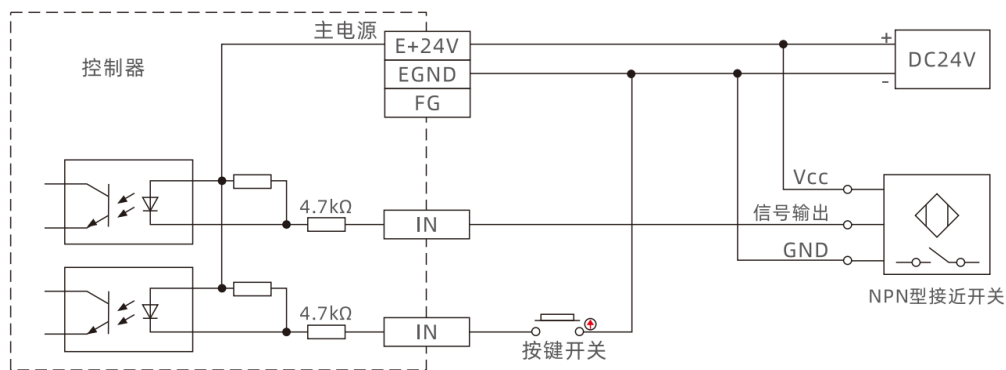 主电源
E+24V
EGND
FG
+
-
DC24V
控制器
Vcc
信号输出
GND
NPN型接近开关
4.7kΩ
IN
4.7kΩ
IN
按键开关